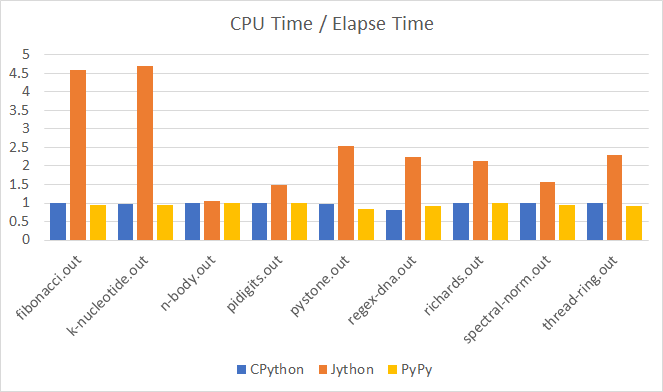 CPU Time / Elapse Time
5
4.5
4
3.5
3
2.5
2
1.5
1
0.5
0
fibonacci.out
k-nucleotide.out
n-body.out
pidigits.out
pystone.out
regex-dna.out
richards.out
spectral-norm.out
thread-ring.out
CPython Jython PyPy